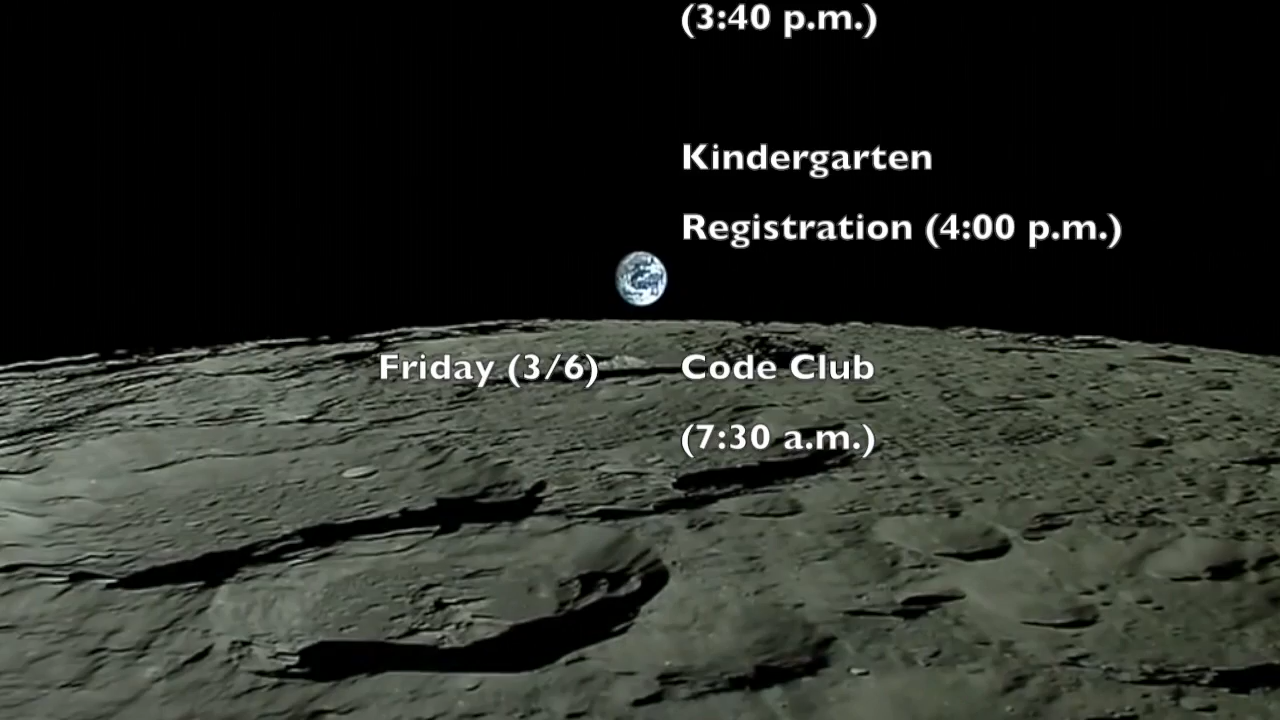 (3:40 p.m.)
Kindergarten
Registration (4:00 p.m.)
Friday (3/6) Code Club
(7:30 a.m.)